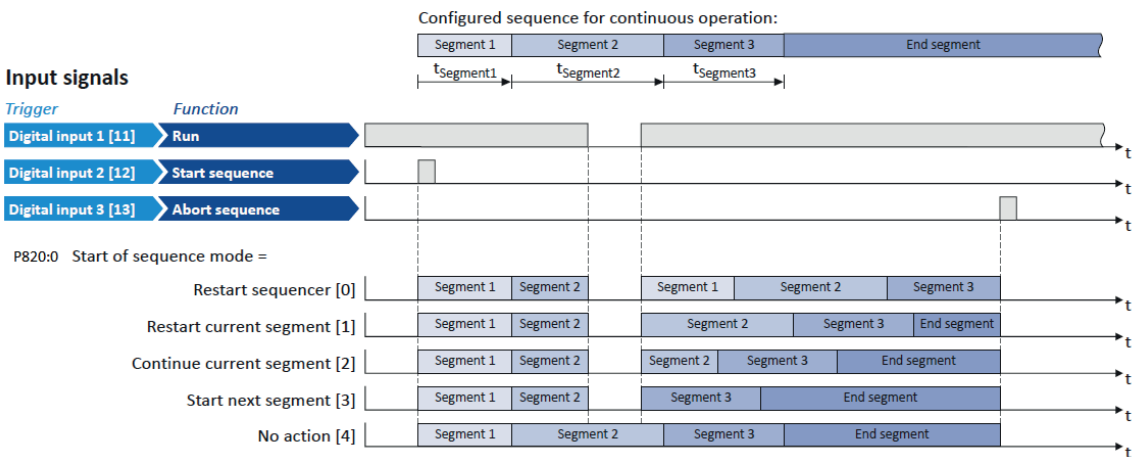 Configured sequence for continuous operation:
Segment 1 Segment 2 Segment 3 End segment
tSegment1 tSegment2 tSegment3
Input signals
Trigger Function
Digital input 1 [11] Run t
Digital input 2 [12] Start sequence t
Digital input 3 [13] Abort sequence t
P820:0 Start of sequence mode =
Restart sequencer [0] Segment 1 Segment 2 Segment 1 Segment 2 Segment 3 t
Restart current segment [1] Segment 1 Segment 2 Segment 2 Segment 3 End segment t
Continue current segment [2] Segment 1 Segment 2 Segment 2 Segment 3 End segment t
Start next segment [3] Segment 1 Segment 2 Segment 3 End segment t
No action [4] Segment 1 Segment 2 Segment 3 End segment t